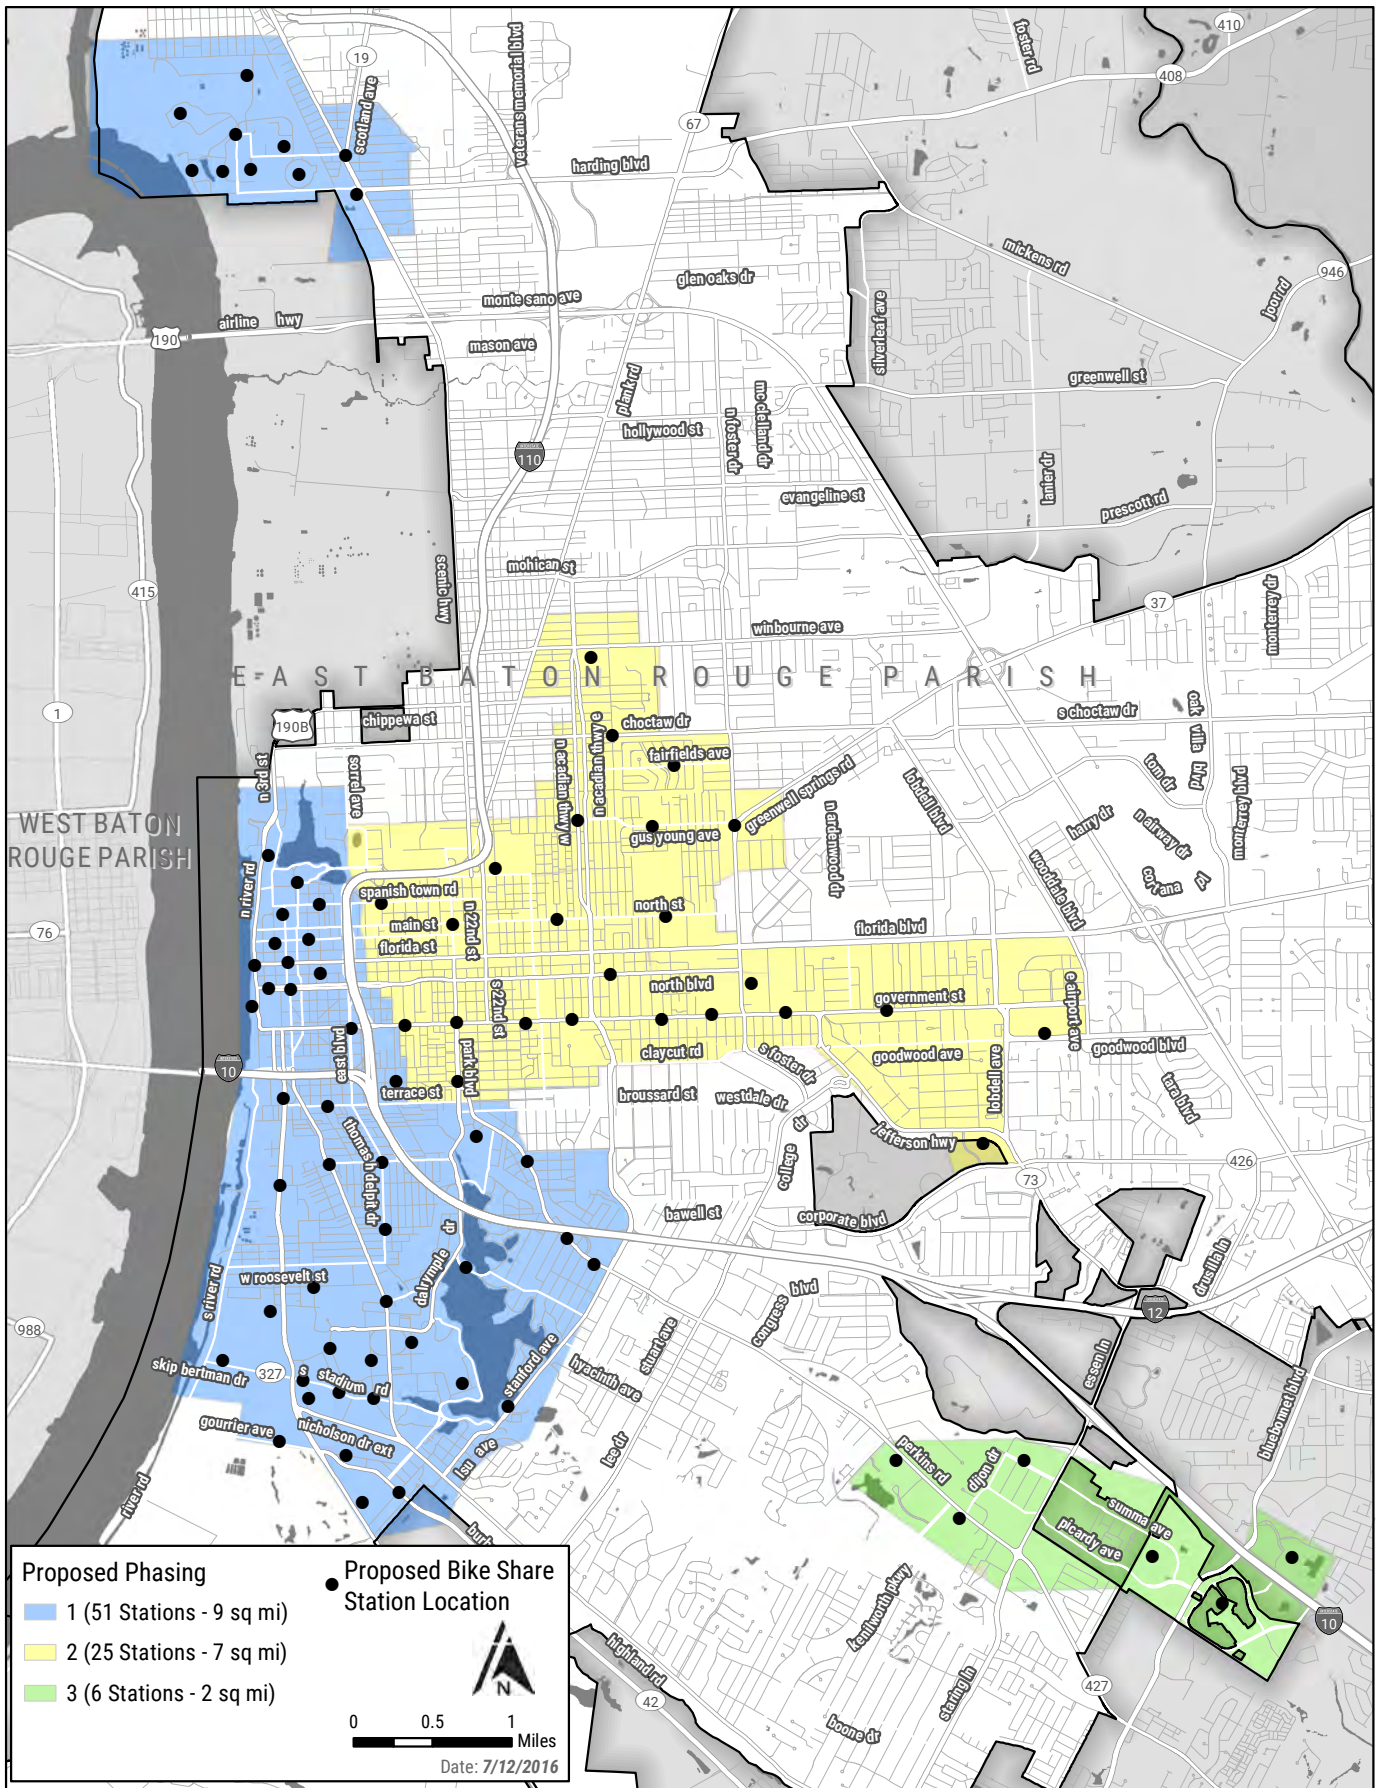 410
foster rd
19
408
veterans memorial blvd
scotland ave
67
harding blvd
mickens rd
946
glen oaks dr
joor rd
monte sano ave
silverleaf ave
airline hwy
190
mason ave
plank rd
greenwell st
mc clelland dr
n foster dr
hollywood st
110
lanier dr
evangeline st
prescott rd
scenic hwy
mohican st
415
37
monterrey dr
winbourne ave
EAST BATON ROUGE PARISH
1
190B
chippewa st
choctaw dr
s choctaw dr
oak villa blvd
n 3rd st
sorrel ave
n acadian thwy w
n acadian thwy e
fairfields ave
greenwell springs rd
lobdell blvd
tom dr
monterrey blvd
WEST BATON
ROUGE PARISH
gus young ave
n ardenwood dr
harry dr
n airway dr
wooddale blvd
cortana pl
n river rd
spanish town rd
north st
main st
n 22nd st
florida blvd
76
florida st
north blvd
s 22nd st
government st
e airport ave
east blvd
park blvd
claycut rd
s foster dr
goodwood ave
goodwood blvd
10
lobdell ave
terrace st
broussard st
westdale dr
tara blvd
thomas h delpit dr
college dr
jefferson hwy
426
73
bawell st
corporate blvd
dalrymple dr
drusilla ln
w roosevelt st
s river rd
congress blvd
12
988
stuart ave
essen ln
skip bertman dr
327
s stadium rd
stanford ave
hyacinth ave
bluebonnet blvd
gourrier ave
nicholson dr ext
lsu ave
lee dr
perkins rd
dijon dr
river rd
summa ave
picardy ave
burb
kenilworth pkwy
10
highland rd
staring ln
427
42
boone dr
Proposed Phasing
1 (51 Stations - 9 sq mi)
2 (25 Stations - 7 sq mi)
3 (6 Stations - 2 sq mi)
Proposed Bike Share
Station Location
N
0 0.5 1
Miles
Date: 7/12/2016